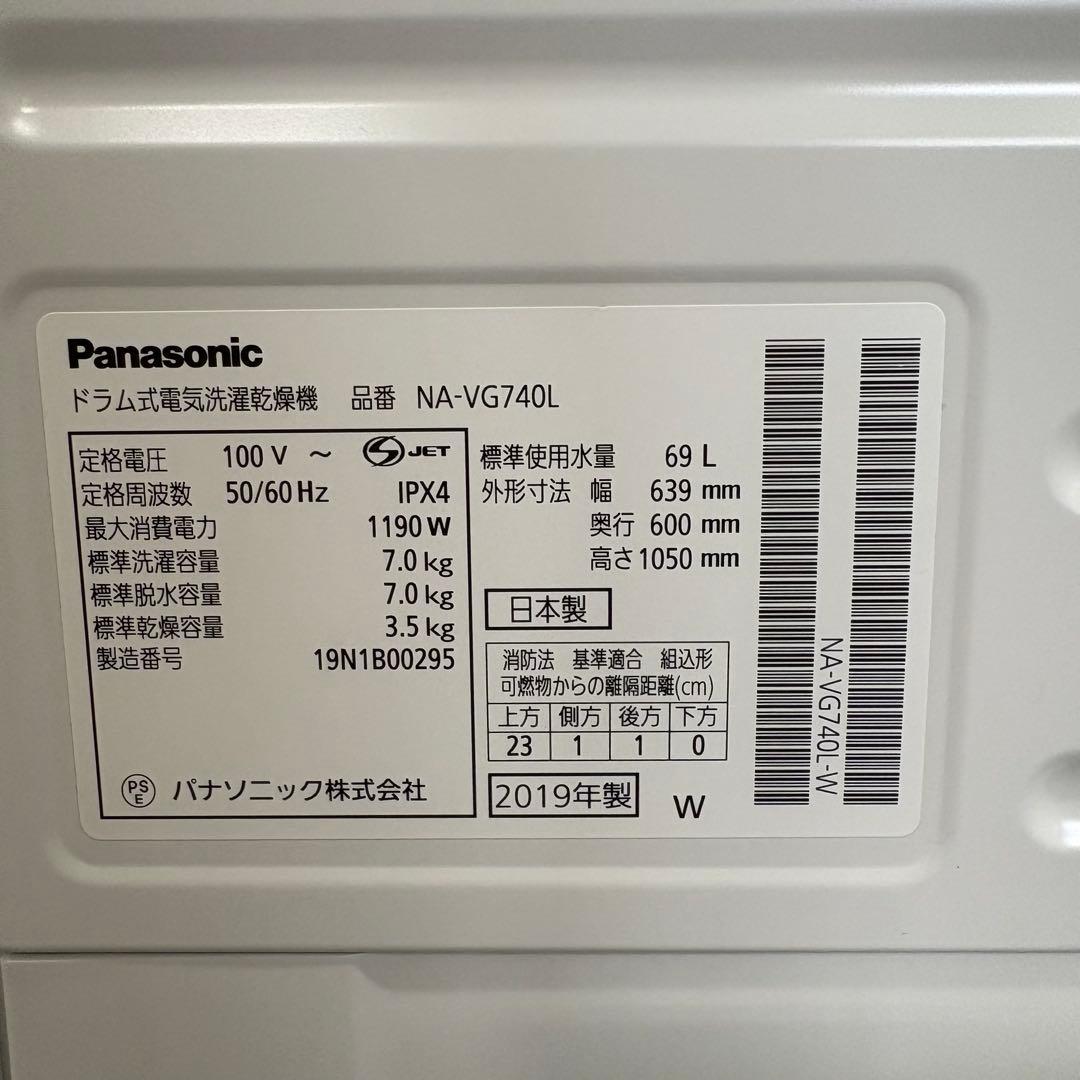 Panasonic
ドラム式電気洗濯乾燥機 品番 NA-VG740L
定格電圧 100 V ～ JET
定格周波数 50/60 Hz IPX4
最大消費電力 1190 W
標準洗濯容量 7.0 kg
標準脱水容量 7.0 kg
標準乾燥容量 3.5 kg
製造番号 19N1B00295
PS E パナソニック株式会社
標準使用水量 69 L
外形寸法 幅 639 mm
奥行 600 mm
高さ 1050 mm
日本製
消防法 基準適合 組込形
可燃物からの離隔距離(cm)
上方 側方 後方 下方
23 1 1 0
2019年製 W
NA-VG740L-W